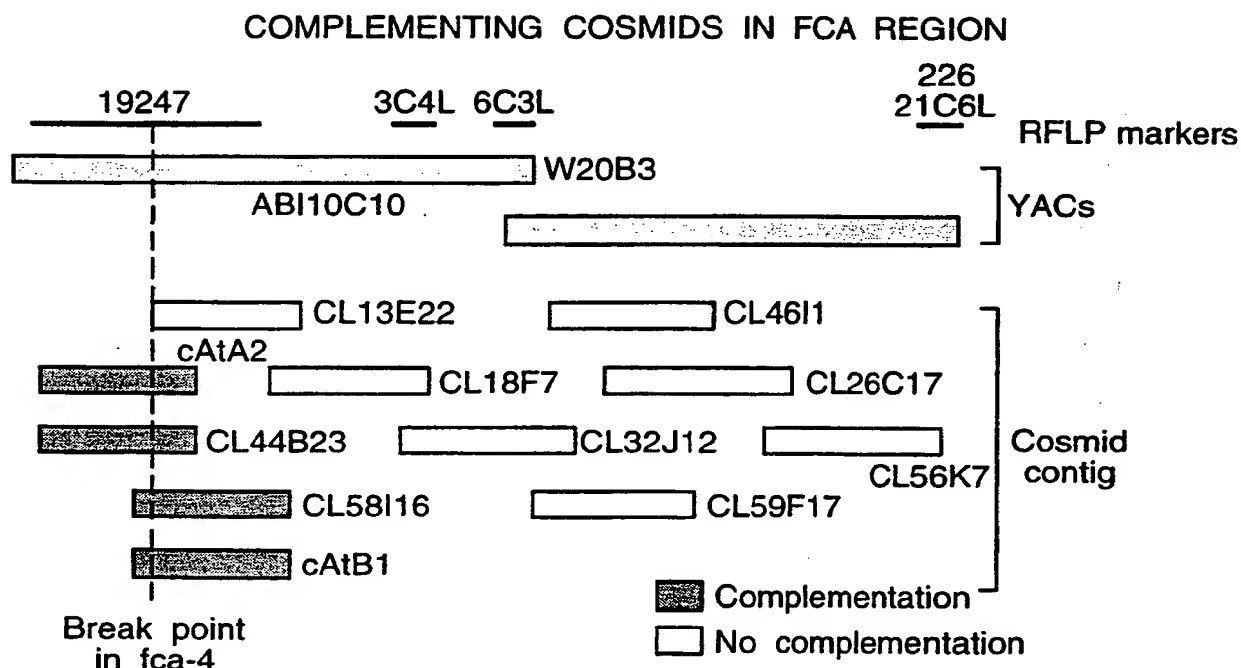 COMPLEMENTING COSMIDS IN FCA REGION
226
19247 3C4L 6C3L 21C6L
RFLP markers
W20B3
ABI10C10
YACs
CL13E22 CL46I1
cAtA2
CL18F7 CL26C17
CL44B23 CL32J12
Cosmid
contig
CL56K7
CL58I16 CL59F17
cAtB1
Complementation
No complementation
Break point
in fca-4